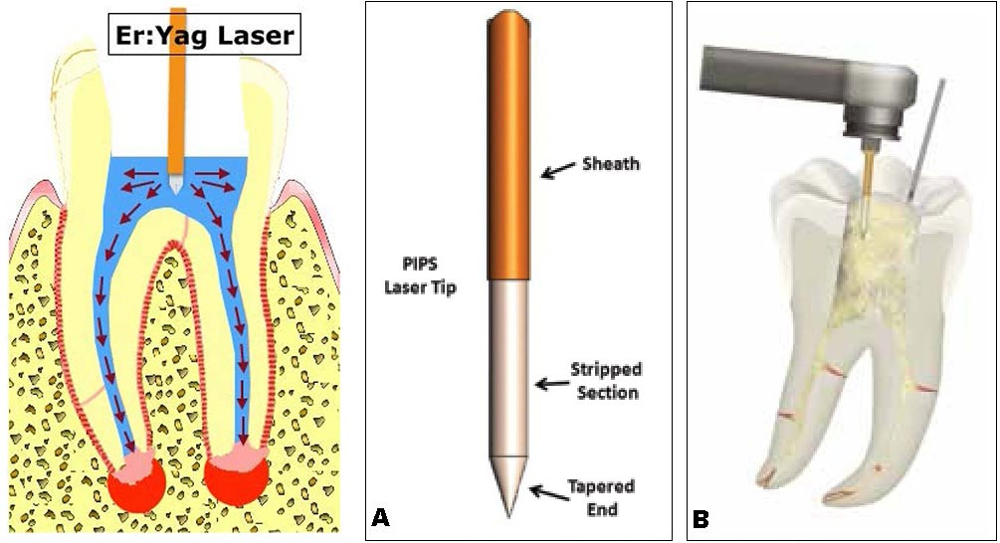 Er:Yag Laser
Sheath
PIPS
Laser Tip
Stripped
Section
Tapered
End
A
B